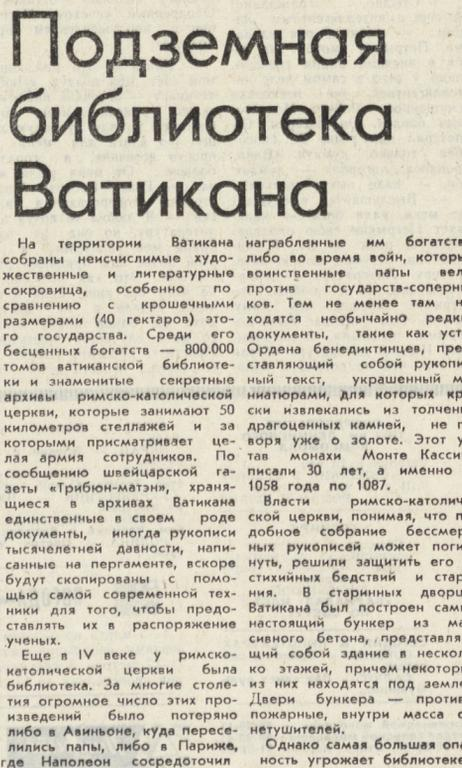 Подземная
библиотека
Ватикана
На территории Ватикана
собраны неисчислимые худо-
жественные и литературные
сокровища, особенно по
сравнению с крошечными
размерами (40 гектаров) это-
го государства. Среди его
бесценных богатств — 800.000
томов ватиканской библиоте-
ки и знаменитые секретные
архивы римско-католической
церкви, которые занимают 50
километров стеллажей и за
которыми присматривает це-
лая армия сотрудников. По
сообщению швейцарской га-
зеты «Трибюн-матэн», храня-
щиеся в архивах Ватикана
единственные в своем роде
документы, иногда рукописи
тысячелетней давности, напи-
санные на пергаменте, вскоре
будут скопированы с помо-
щью самой современной тех-
ники для того, чтобы предо-
ставлять их в распоряжение
ученых.
Еще в IV веке у римско-
католической церкви была
библиотека. За многие столе-
тия огромное число этих про-
изведений было потеряно
либо в Авиньоне, куда пересе-
лились папы, либо в Париже,
где Наполеон сосредоточил
награбленные им богатств
либо во время войн, которы
воинственные папы вел
против государств-соперни
ков. Тем не менее там н
ходятся необычайно редки
документы, такие как уст
Ордена бенедиктинцев, пре
ставляющий собой рукопи
ный текст, украшенный м
ниатюрами, для которых кр
ски извлекались из толчен
драгоценных камней, не г
воря уже о золоте. Этот у
тав монахи Монте Касси
писали 30 лет, а именно
1058 года по 1087.
Власти римско-католич
ской церкви, понимая, что п
добное собрание бессмер
ных рукописей может поги
нуть, решили защитить его
стихийных бедствий и стар
ния. В старинных дворц
Ватикана был построен сам
настоящий бункер из ма
сивного бетона, представля
щий собой здание в нескол
ко этажей, причем некотор
из них находятся под земле
Двери бункера — против
пожарные, внутри масса о
нетушителей.
Однако самая большая опа
ность угрожает библиотеке